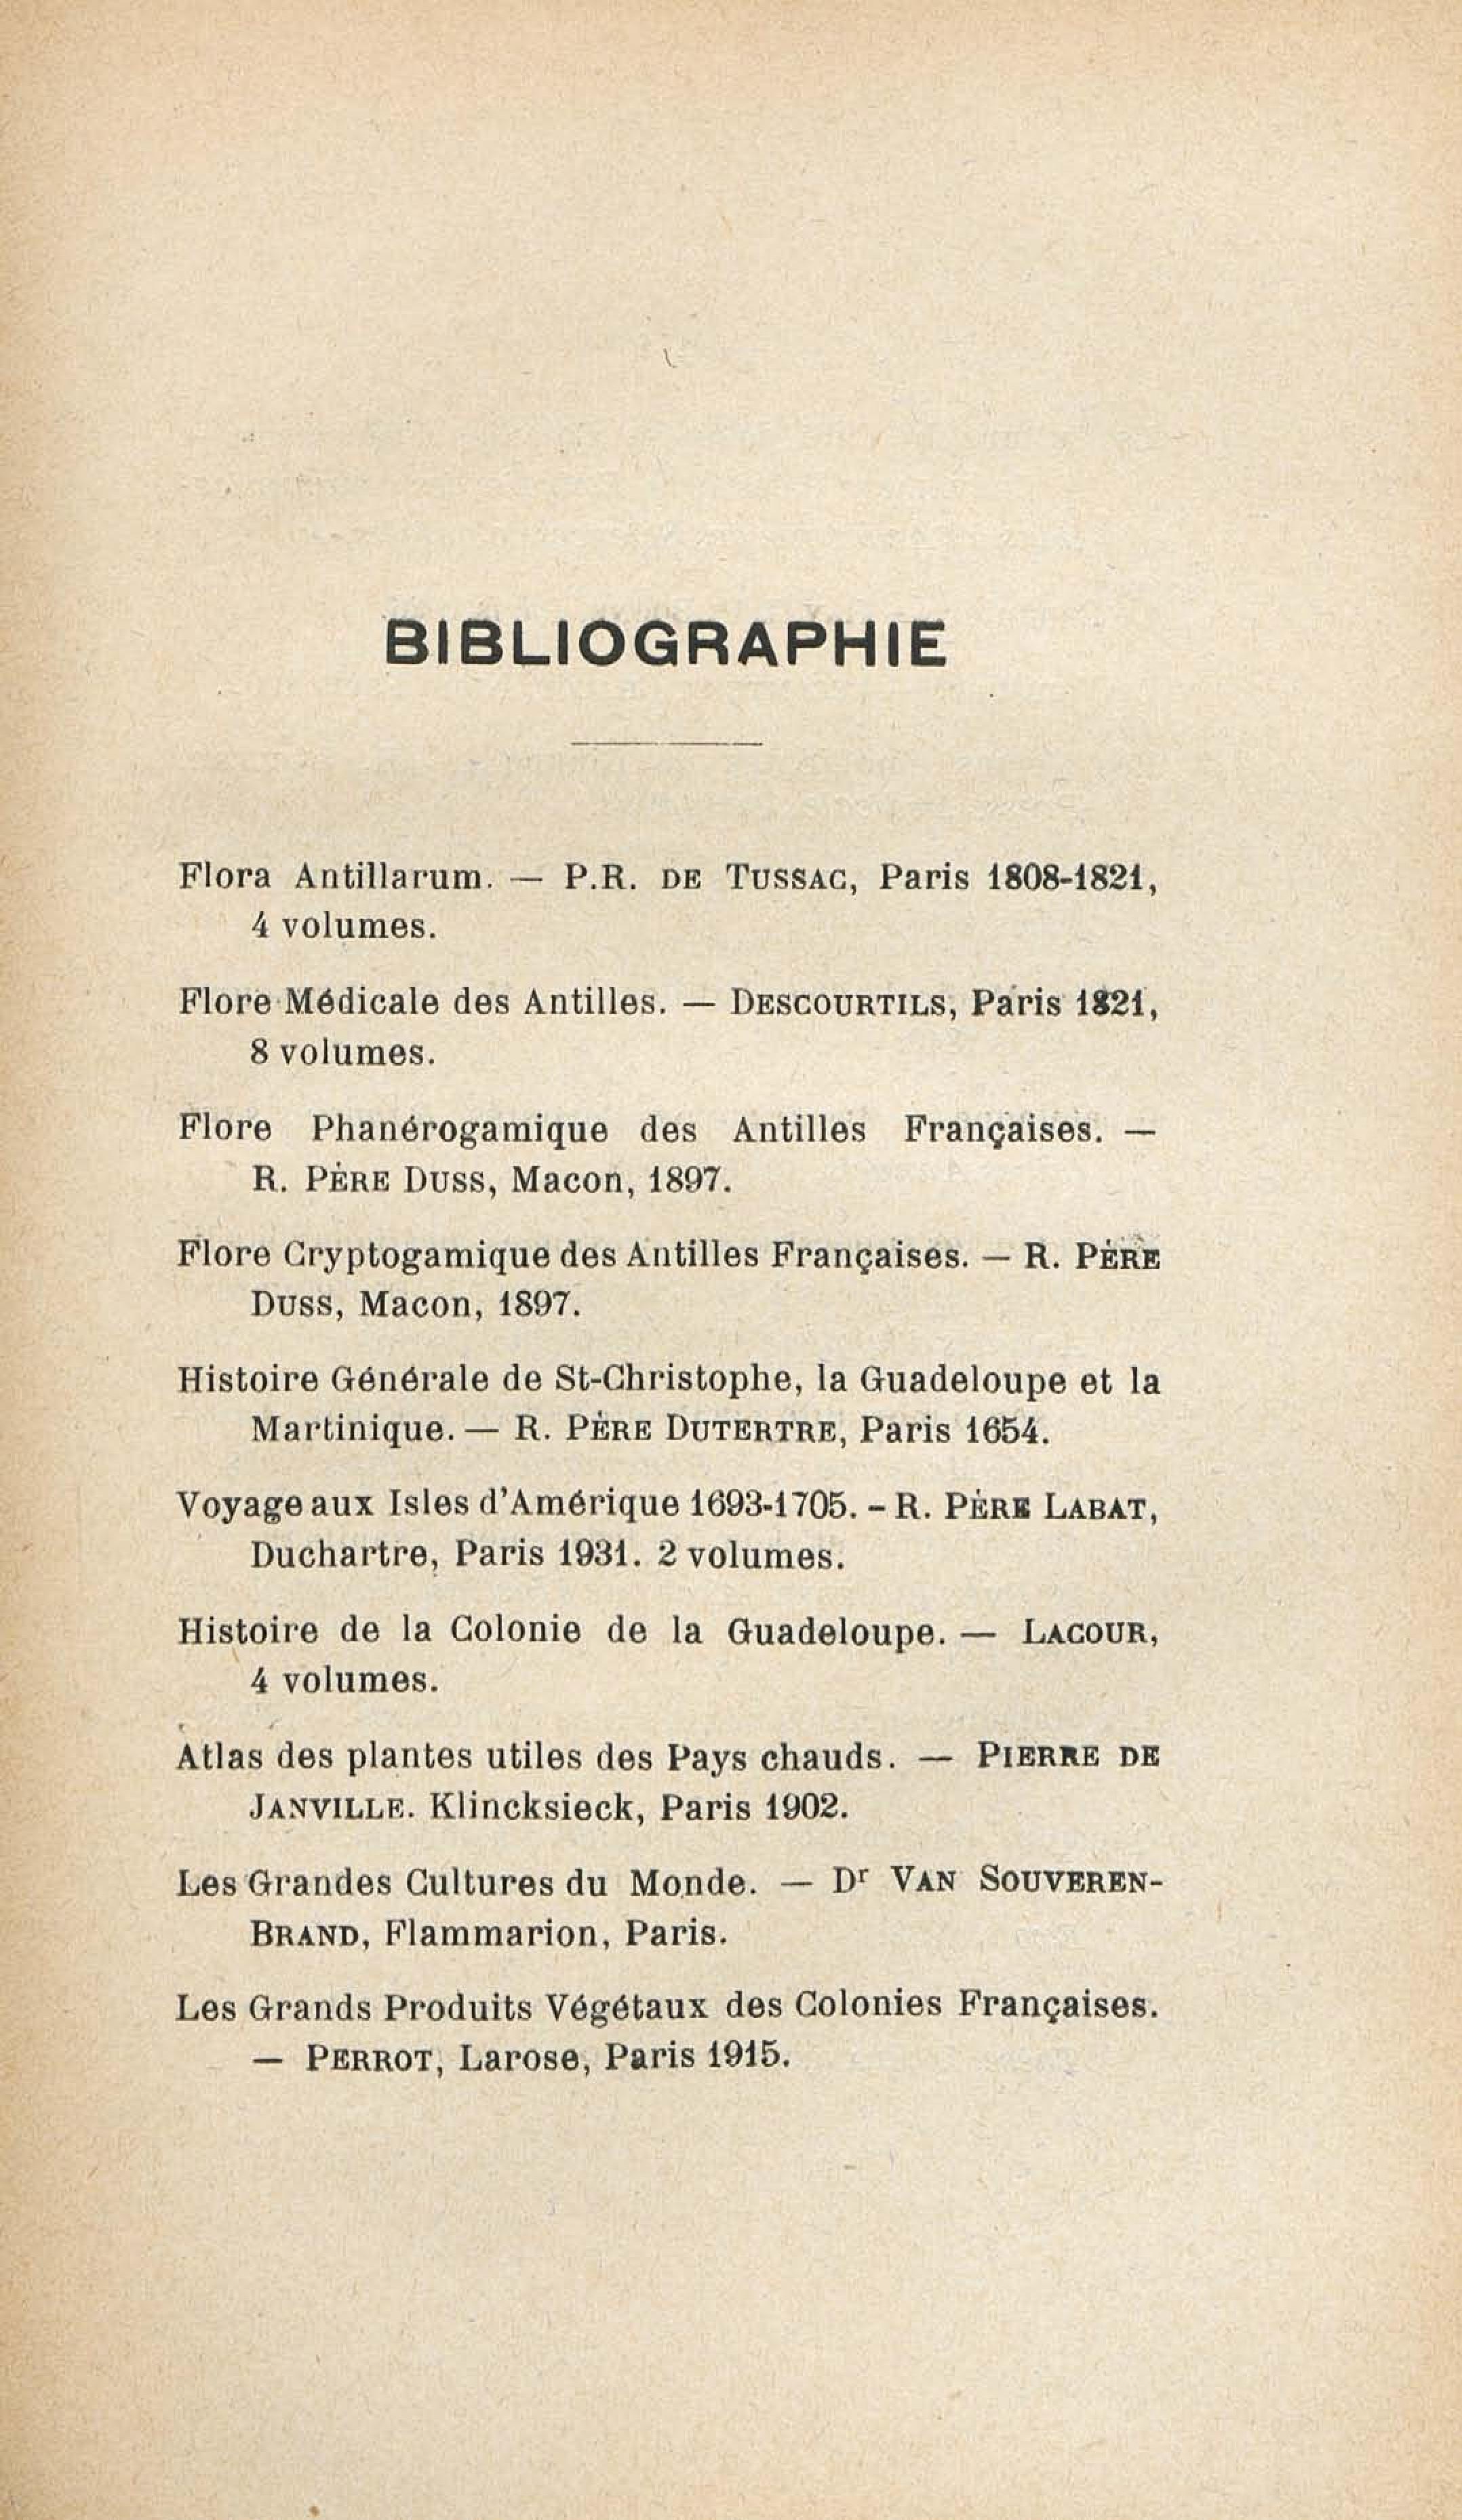 BIBLIOGRAPHIE
Flora Antillarum. — P.R. DE TUSSAC, Paris 1808-1821,
4 volumes.
Flore Médicale des Antilles. — DESCOURTILS, Paris 1821,
8 volumes.
Flore Phanérogamique des Antilles Françaises. —
R. PÈRE DUSS, Macon, 1897.
Flore Cryptogamique des Antilles Françaises. — R. PÈRE
DUSS, Macon, 1897.
Histoire Générale de St-Christophe, la Guadeloupe et la
Martinique. — R. PÈRE DUTERTRE, Paris 1654.
Voyage aux Isles d'Amérique 1693-1705. - R. PÈRE LABAT,
Duchartre, Paris 1931. 2 volumes.
Histoire de la Colonie de la Guadeloupe. — LACOUR,
4 volumes.
Atlas des plantes utiles des Pays chauds. — PIERRE DE
JANVILLE. Klincksieck, Paris 1902.
Les Grandes Cultures du Monde. — Dr VAN SOUVEREN-
BRAND, Flammarion, Paris.
Les Grands Produits Végétaux des Colonies Françaises.
— PERROT, Larose, Paris 1915.